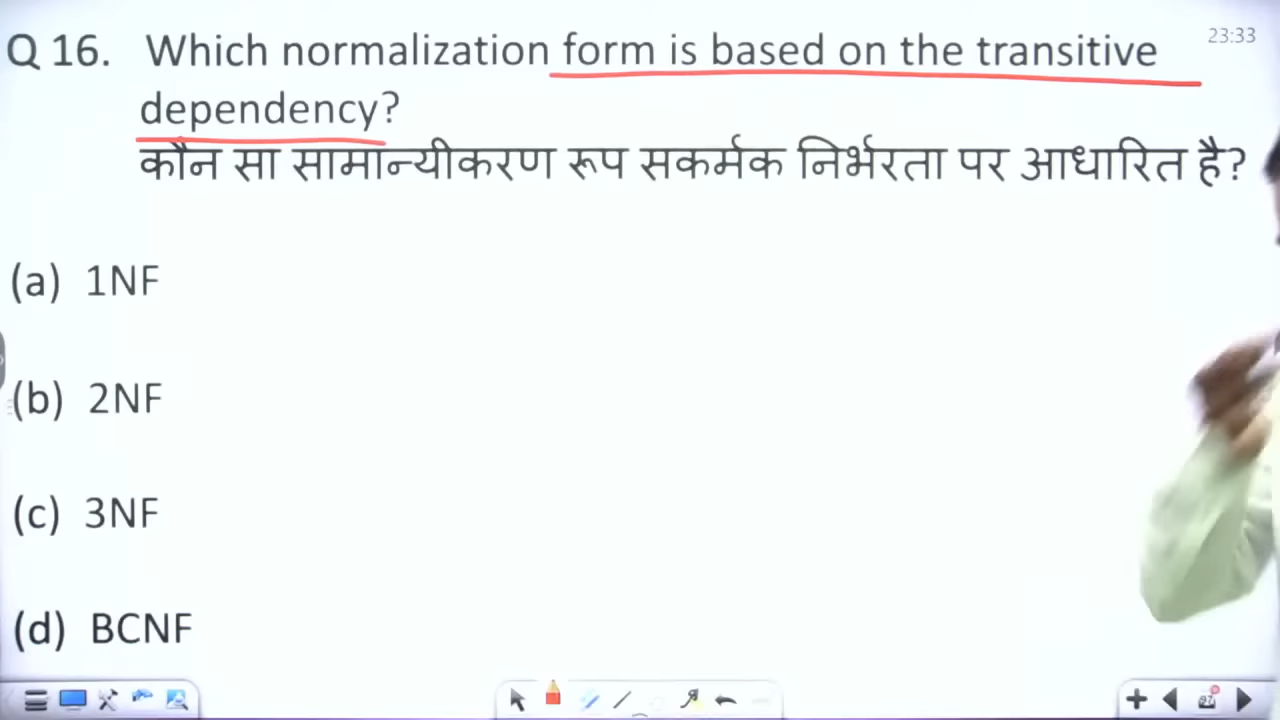 Q 16. Which normalization form is based on the transitive
23:33
dependency?
कौन सा सामान्यीकरण रूप सकर्मक निर्भरता पर आधारित है?
(a) 1NF
(b) 2NF
(c) 3NF
(d) BCNF